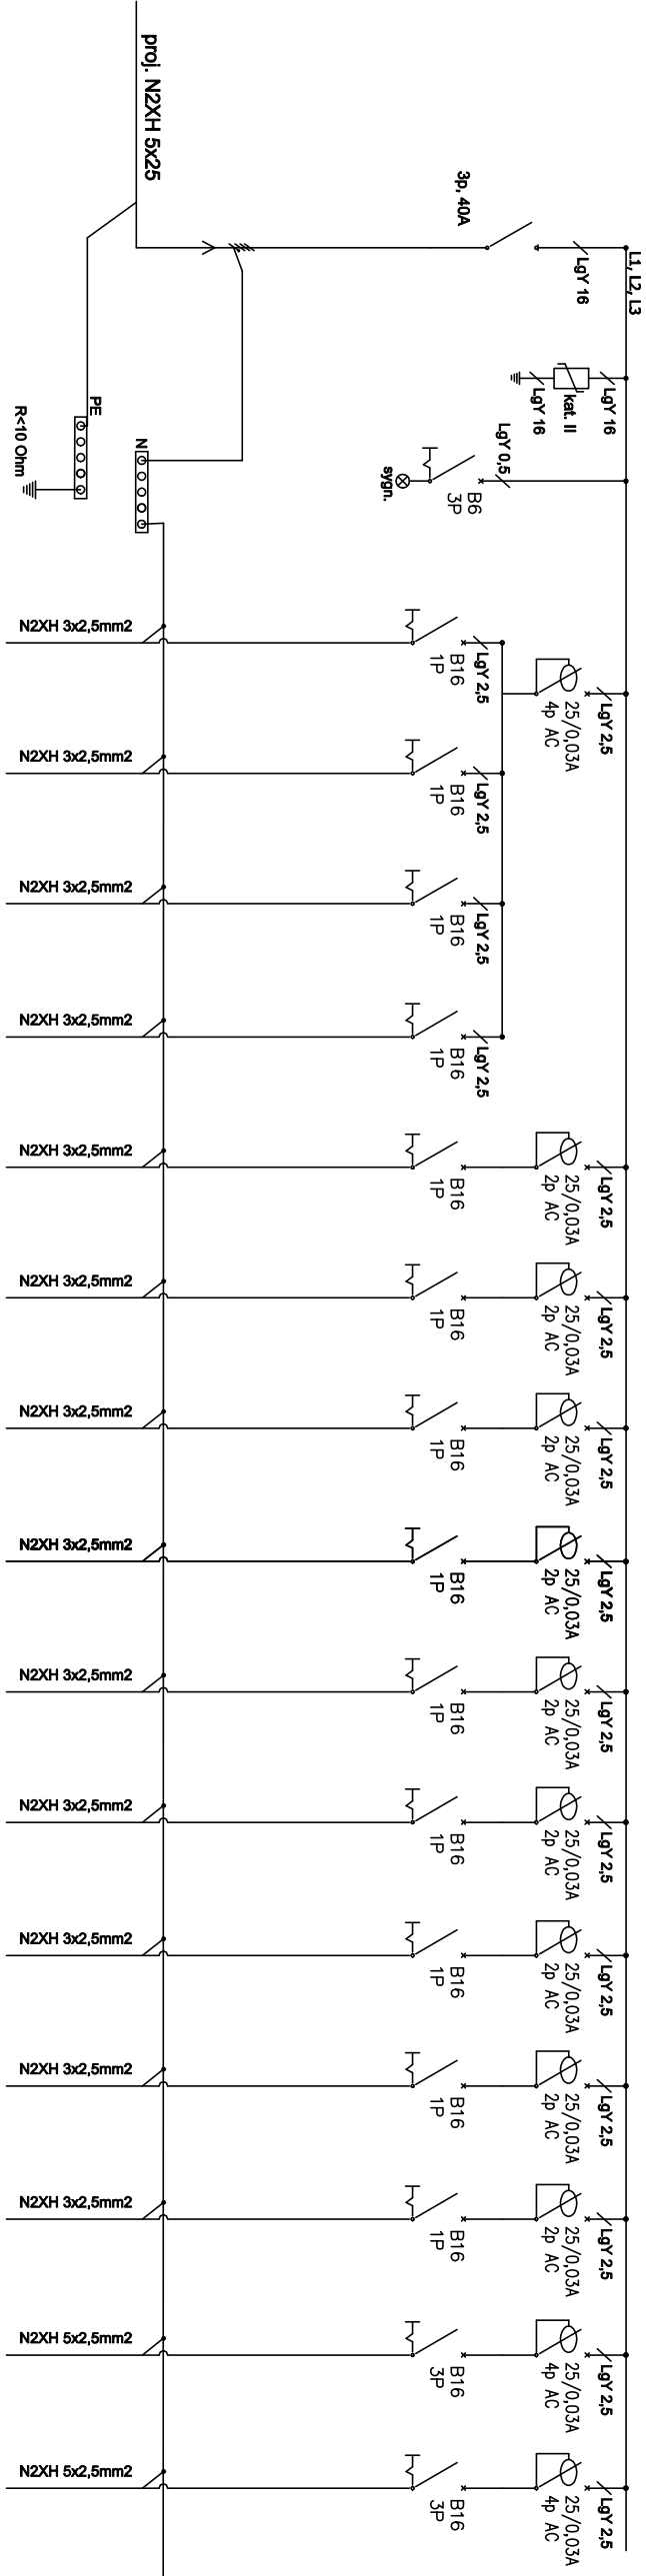 proj. N2XH 5x25
3p, 40A
L1, L2, L3
LgY 16
LgY 16
kat. II
LgY 16
LgY 0,5
B6
3P
sygn.
PE
R<10 Ohm
N
LgY 2,5
25/0,03A
4p AC
LgY 2,5
B16
1P
N2XH 3x2,5mm2
LgY 2,5
B16
1P
N2XH 3x2,5mm2
LgY 2,5
B16
1P
N2XH 3x2,5mm2
LgY 2,5
B16
1P
N2XH 3x2,5mm2
LgY 2,5
25/0,03A
2p AC
B16
1P
N2XH 3x2,5mm2
LgY 2,5
25/0,03A
2p AC
B16
1P
N2XH 3x2,5mm2
LgY 2,5
25/0,03A
2p AC
B16
1P
N2XH 3x2,5mm2
LgY 2,5
25/0,03A
2p AC
B16
1P
N2XH 3x2,5mm2
LgY 2,5
25/0,03A
2p AC
B16
1P
N2XH 3x2,5mm2
LgY 2,5
25/0,03A
2p AC
B16
1P
N2XH 3x2,5mm2
LgY 2,5
25/0,03A
2p AC
B16
1P
N2XH 3x2,5mm2
LgY 2,5
25/0,03A
2p AC
B16
1P
N2XH 3x2,5mm2
LgY 2,5
25/0,03A
2p AC
B16
1P
N2XH 3x2,5mm2
LgY 2,5
25/0,03A
4p AC
B16
3P
N2XH 5x2,5mm2
LgY 2,5
25/0,03A
4p AC
B16
3P
N2XH 5x2,5mm2